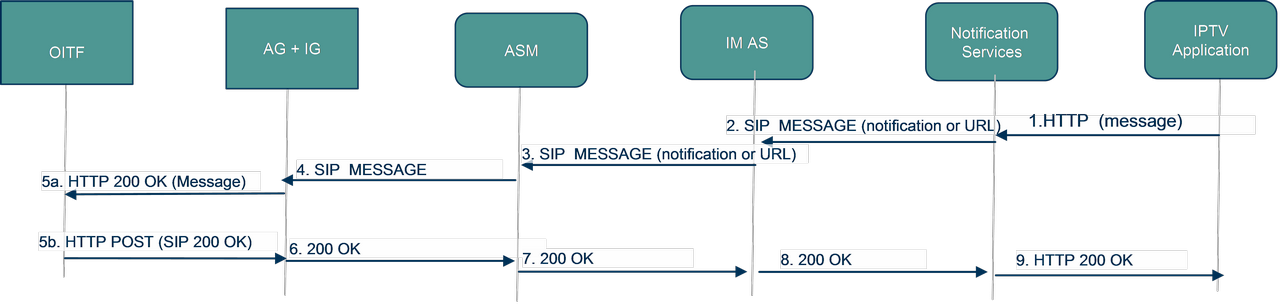 OITF
AG + IG
ASM
IM AS
Notification
Services
IPTV
Application
1.HTTP (message)
2. SIP MESSAGE (notification or URL)
3. SIP MESSAGE (notification or URL)
4. SIP MESSAGE
5a. HTTP 200 OK (Message)
5b. HTTP POST (SIP 200 OK)
6. 200 OK
7. 200 OK
8. 200 OK
9. HTTP 200 OK